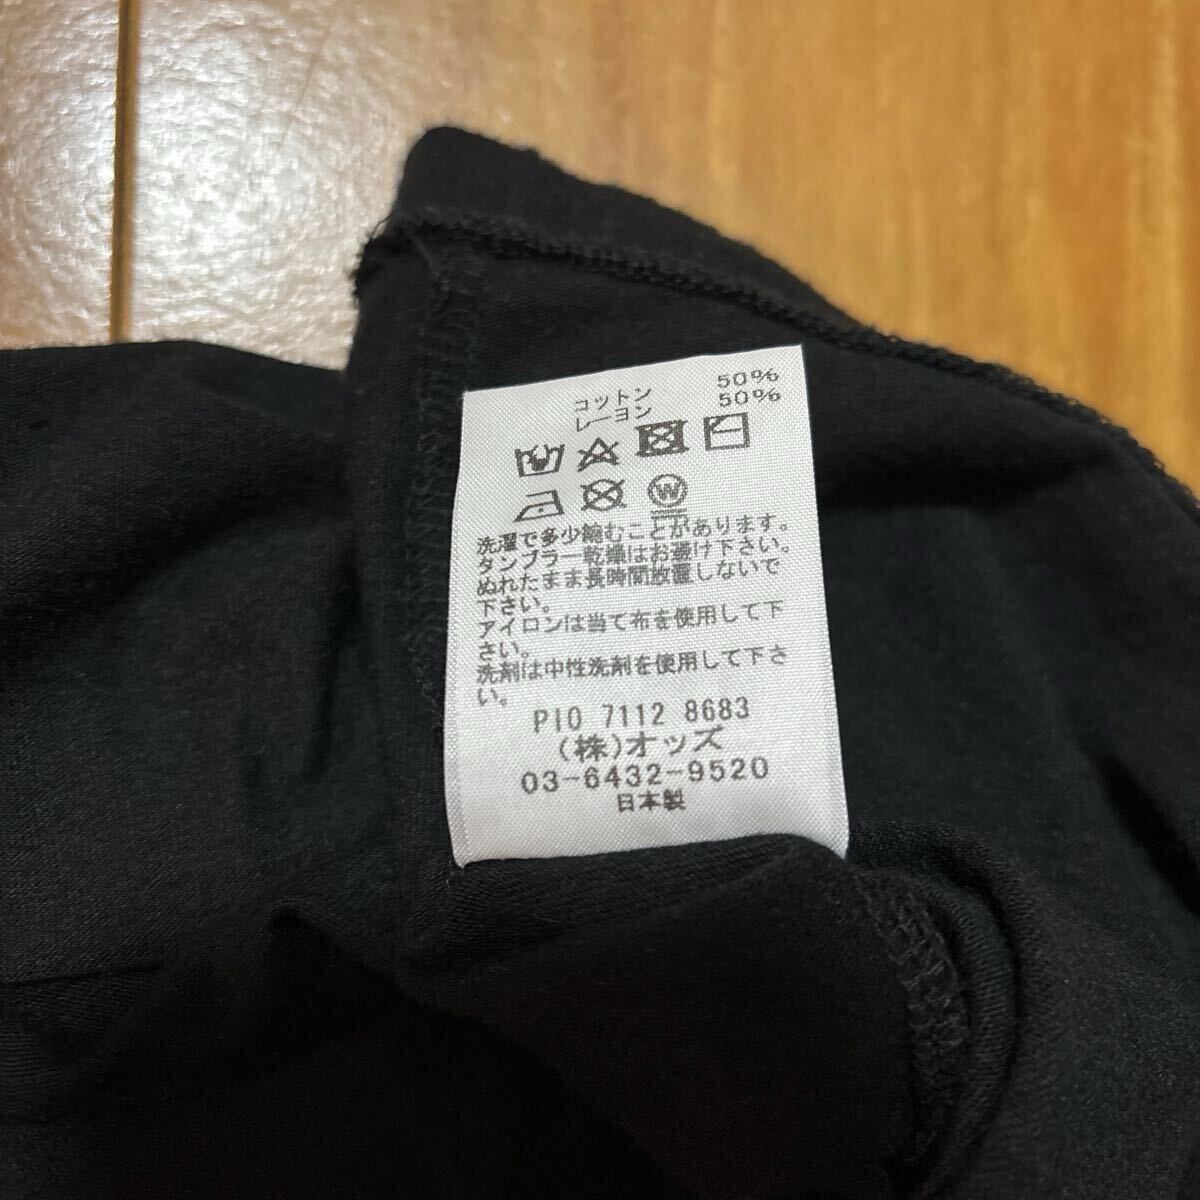 コットン 50%
レーヨン 50%
W
洗濯で多少縮むことがあります。
タンブラー乾燥はお避け下さい。
ぬれたまま長時間放置しないで
下さい。
アイロンは当て布を使用して下
さい。
洗剤は中性洗剤を使用して下さ
い。
PIO 7112 8683
(株)オッズ
03-6432-9520
日本製